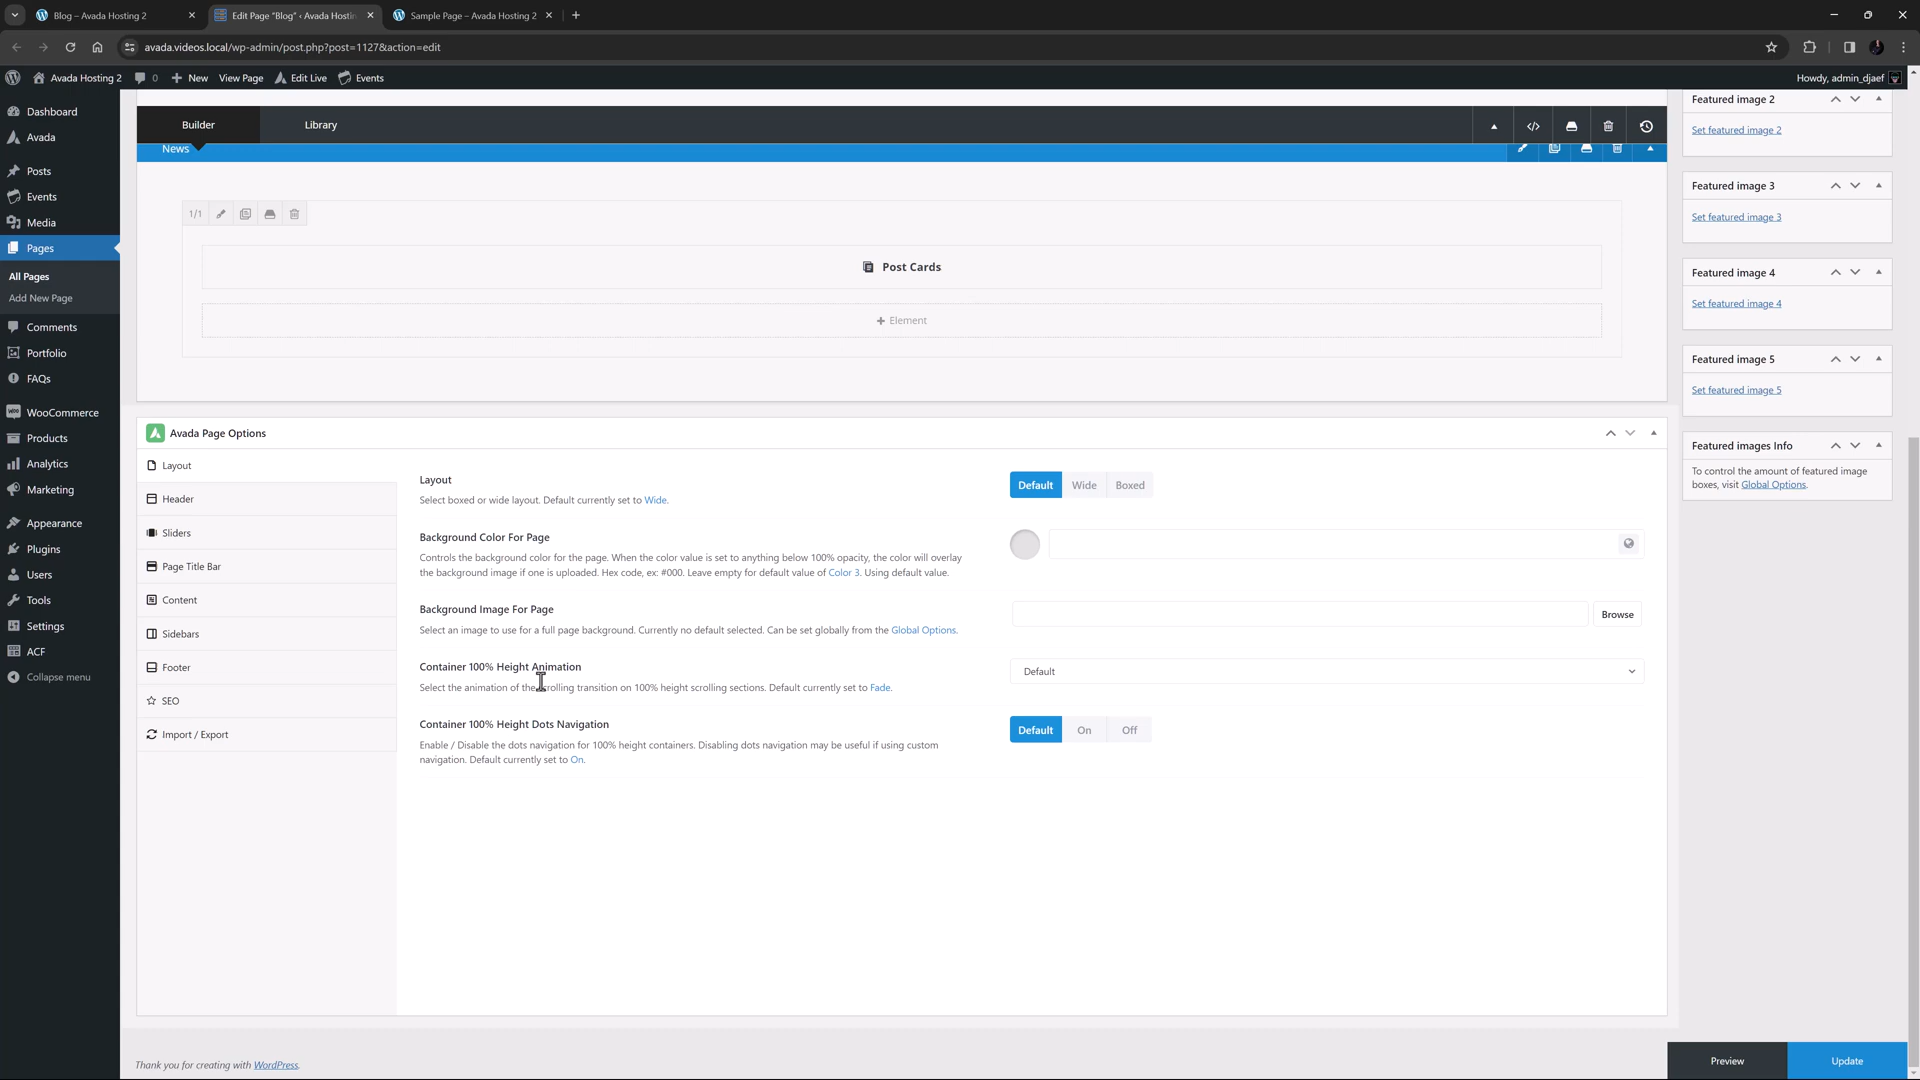 Blog – Avada Hosting 2
Edit Page "Blog" ‹ Avada Hostin
Sample Page – Avada Hosting 2
avada.videos.local/wp-admin/post.php?post=1127&action=edit
Avada Hosting 2
0
New
View Page
Edit Live
Events
Howdy, admin_djaef
Dashboard
Avada
Posts
Events
Media
Pages
All Pages
Add New Page
Comments
Portfolio
FAQs
WooCommerce
Products
Analytics
Marketing
Appearance
Plugins
Users
Tools
Settings
ACF
Collapse menu
Builder
Library
News
1/1
Post Cards
+ Element
Avada Page Options
Layout
Header
Sliders
Page Title Bar
Content
Sidebars
Footer
SEO
Import / Export
Layout
Select boxed or wide layout. Default currently set to Wide.
Default
Wide
Boxed
Background Color For Page
Controls the background color for the page. When the color value is set to anything below 100% opacity, the color will overlay
the background image if one is uploaded. Hex code, ex: #000. Leave empty for default value of Color 3. Using default value.
Background Image For Page
Select an image to use for a full page background. Currently no default selected. Can be set globally from the Global Options.
Browse
Container 100% Height Animation
Select the animation of the scrolling transition on 100% height scrolling sections. Default currently set to Fade.
Default
Container 100% Height Dots Navigation
Enable / Disable the dots navigation for 100% height containers. Disabling dots navigation may be useful if using custom
navigation. Default currently set to On.
Default
On
Off
Featured image 2
Set featured image 2
Featured image 3
Set featured image 3
Featured image 4
Set featured image 4
Featured image 5
Set featured image 5
Featured images Info
To control the amount of featured image
boxes, visit Global Options.
Thank you for creating with WordPress.
Preview
Update